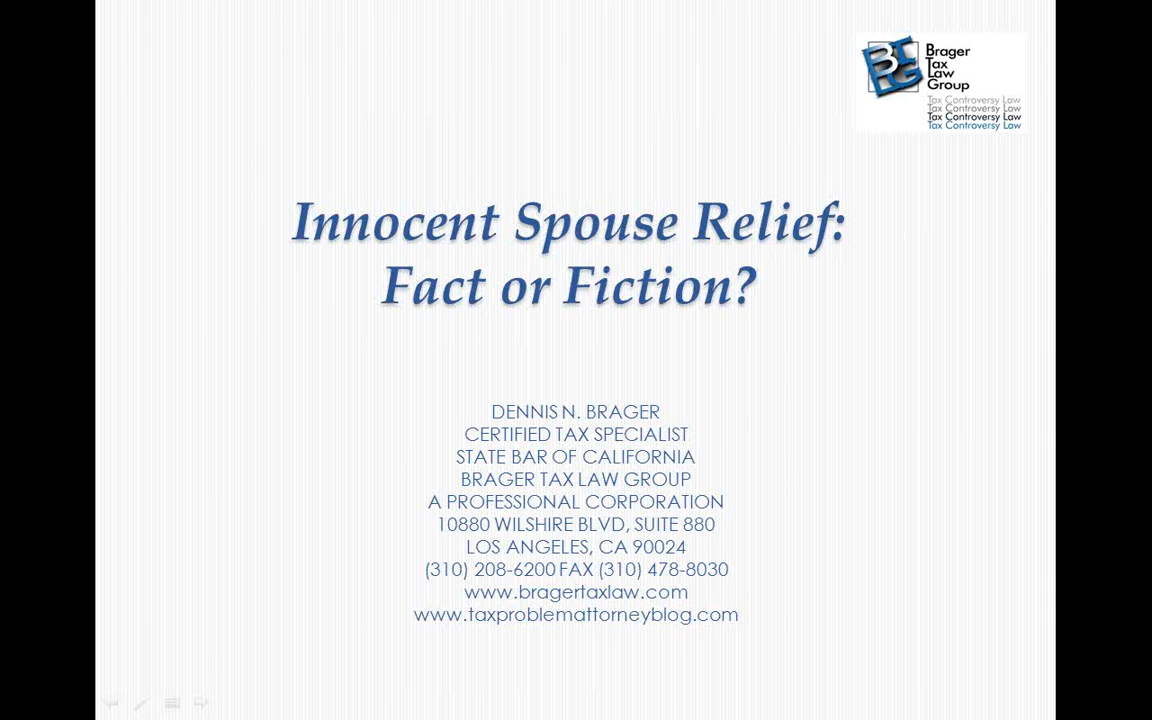 BTLG
Brager
Tax
Law
Group
Tax Controversy Law
Tax Controversy Law
Tax Controversy Law
Tax Controversy Law
Innocent Spouse Relief:
Fact or Fiction?
DENNIS N. BRAGER
CERTIFIED TAX SPECIALIST
STATE BAR OF CALIFORNIA
BRAGER TAX LAW GROUP
A PROFESSIONAL CORPORATION
10880 WILSHIRE BLVD, SUITE 880
LOS ANGELES, CA 90024
(310) 208-6200 FAX (310) 478-8030
www.bragertaxlaw.com
www.taxproblemattorneyblog.com